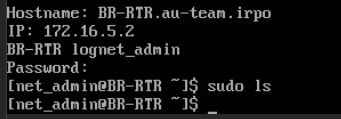 Hostname: BR-RTR.au-team.irpo
IP: 172.16.5.2
BR-RTR lognet_admin
Password:
[net_admin@BR-RTR ~]$ sudo ls
[net_admin@BR-RTR ~]$ _